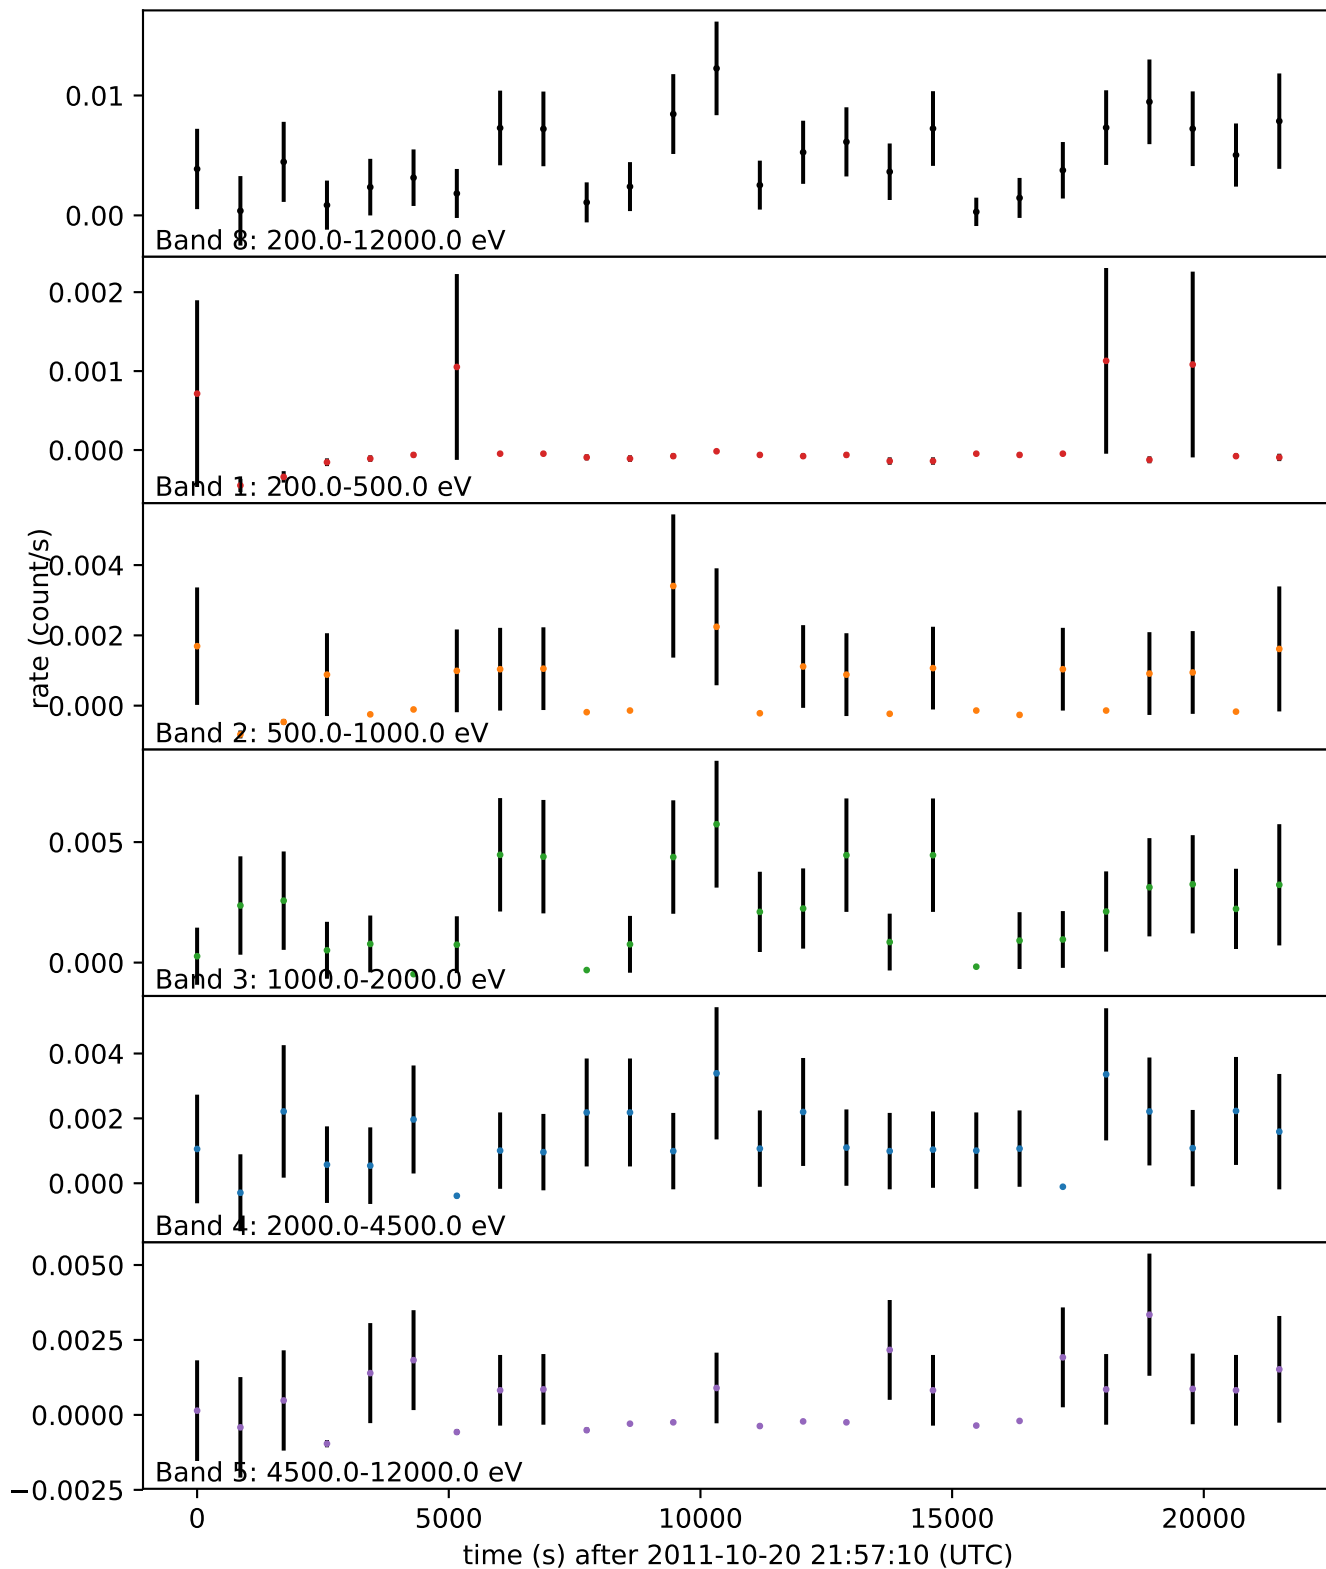 0.01
0.00
Band 8: 200.0-12000.0 eV
0.002
0.001
0.000
Band 1: 200.0-500.0 eV
rate (count/s)
0.004
0.002
0.000
Band 2: 500.0-1000.0 eV
0.005
0.000
Band 3: 1000.0-2000.0 eV
0.004
0.002
0.000
Band 4: 2000.0-4500.0 eV
0.0050
0.0025
0.0000
−0.0025
Band 5: 4500.0-12000.0 eV
0 5000 10000 15000 20000
time (s) after 2011-10-20 21:57:10 (UTC)